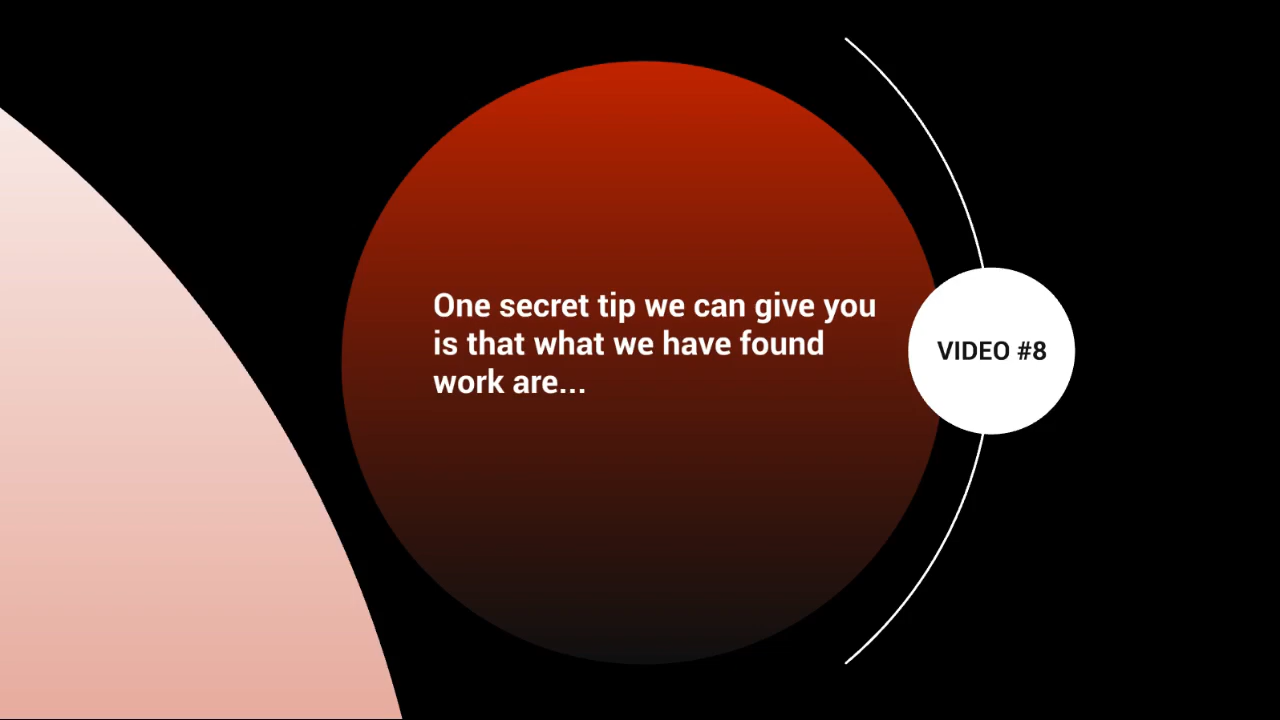 One secret tip we can give you
is that what we have found
work are...
VIDEO #8